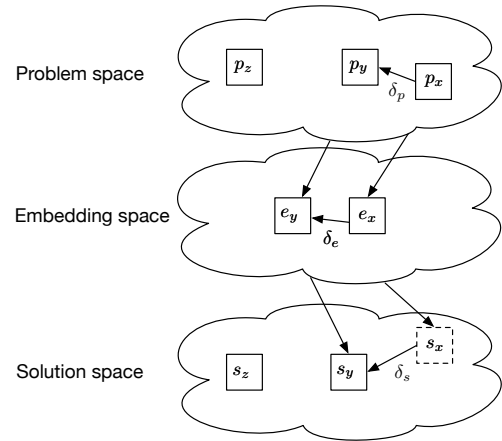 Problem space
p_z
p_y
p_x
δ_p
Embedding space
e_y
e_x
δ_e
Solution space
s_z
s_y
s_x
δ_s